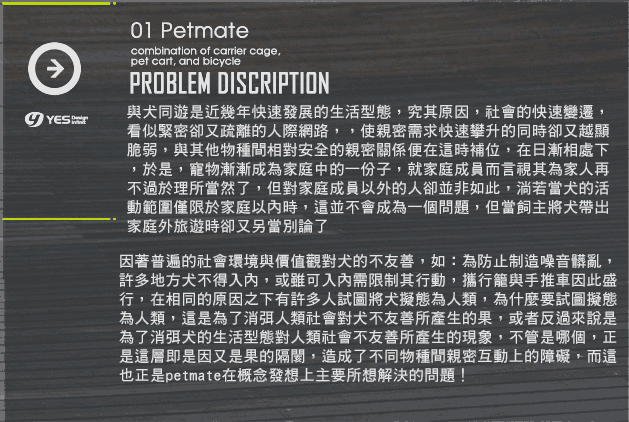 01 Petmate
combination of carrier cage,
pet cart, and bicycle
PROBLEM DISCRIPTION
YES Design
Infinit
與犬同遊是近幾年快速發展的生活型態，究其原因，社會的快速變遷，
看似緊密卻又疏離的人際網路，，使親密需求快速攀升的同時卻又越顯
脆弱，與其他物種間相對安全的親密關係便在這時補位，在日漸相處下
，於是，寵物漸漸成為家庭中的一份子，就家庭成員而言視其為家人再
不過於理所當然了，但對家庭成員以外的人卻並非如此，淌若當犬的活
動範圍僅限於家庭以內時，這並不會成為一個問題，但當飼主將犬帶出
家庭外旅遊時卻又另當別論了
因著普遍的社會環境與價值觀對犬的不友善，如：為防止制造噪音髒亂，
許多地方犬不得入內，或雖可入內需限制其行動，攜行籠與手推車因此盛
行，在相同的原因之下有許多人試圖將犬擬態為人類，為什麼要試圖擬態
為人類，這是為了消弭人類社會對犬不友善所產生的果，或者反過來說是
為了消弭犬的生活型態對人類社會不友善所產生的現象，不管是哪個，正
是這層即是因又是果的隔閡，造成了不同物種間親密互動上的障礙，而這
也正是petmate在概念發想上主要所想解決的問題！